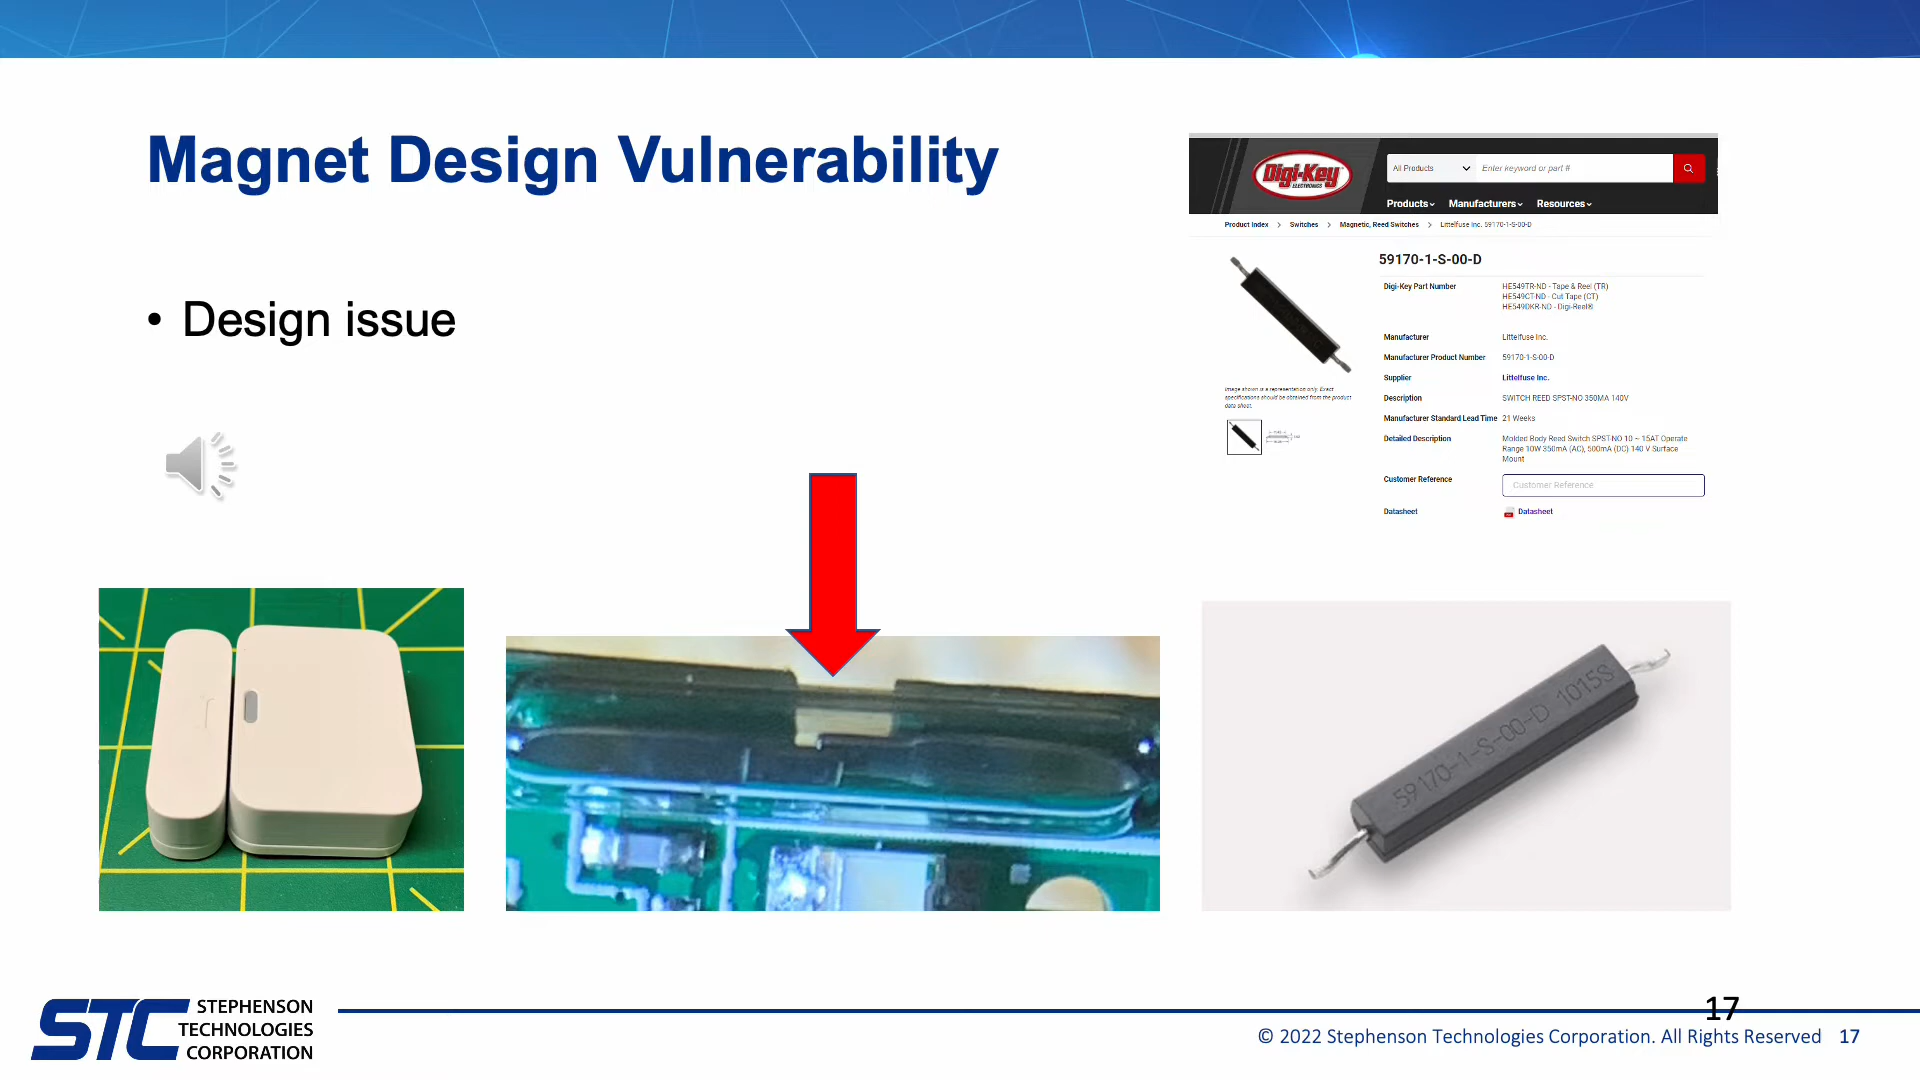 Magnet Design Vulnerability
• Design issue
Digi-Key
ELECTRONICS
All Products
Enter keyword or part #
Products
Manufacturers
Resources
Product Index > Switches > Magnetic, Reed Switches > Littelfuse Inc. 59170-1-S-00-D
59170-1-S-00-D
Digi-Key Part Number
HE549TR-ND - Tape & Reel (TR)
HE549CT-ND - Cut Tape (CT)
HE549DKR-ND - Digi-Reel®
Manufacturer
Littelfuse Inc.
Manufacturer Product Number
59170-1-S-00-D
Supplier
Littelfuse Inc.
Description
SWITCH REED SPST-NO 350MA 140V
Manufacturer Standard Lead Time
21 Weeks
Detailed Description
Molded Body Reed Switch SPST-NO 10 ~ 15AT Operate
Range 10W 350mA (AC), 500mA (DC) 140 V Surface
Mount
Customer Reference
Customer Reference
Datasheet
Datasheet
Image shown is a representation only. Exact
specifications should be obtained from the product
data sheet.
59170-1-S-00-D 1015S
STC
STEPHENSON
TECHNOLOGIES
CORPORATION
17
© 2022 Stephenson Technologies Corporation. All Rights Reserved 17